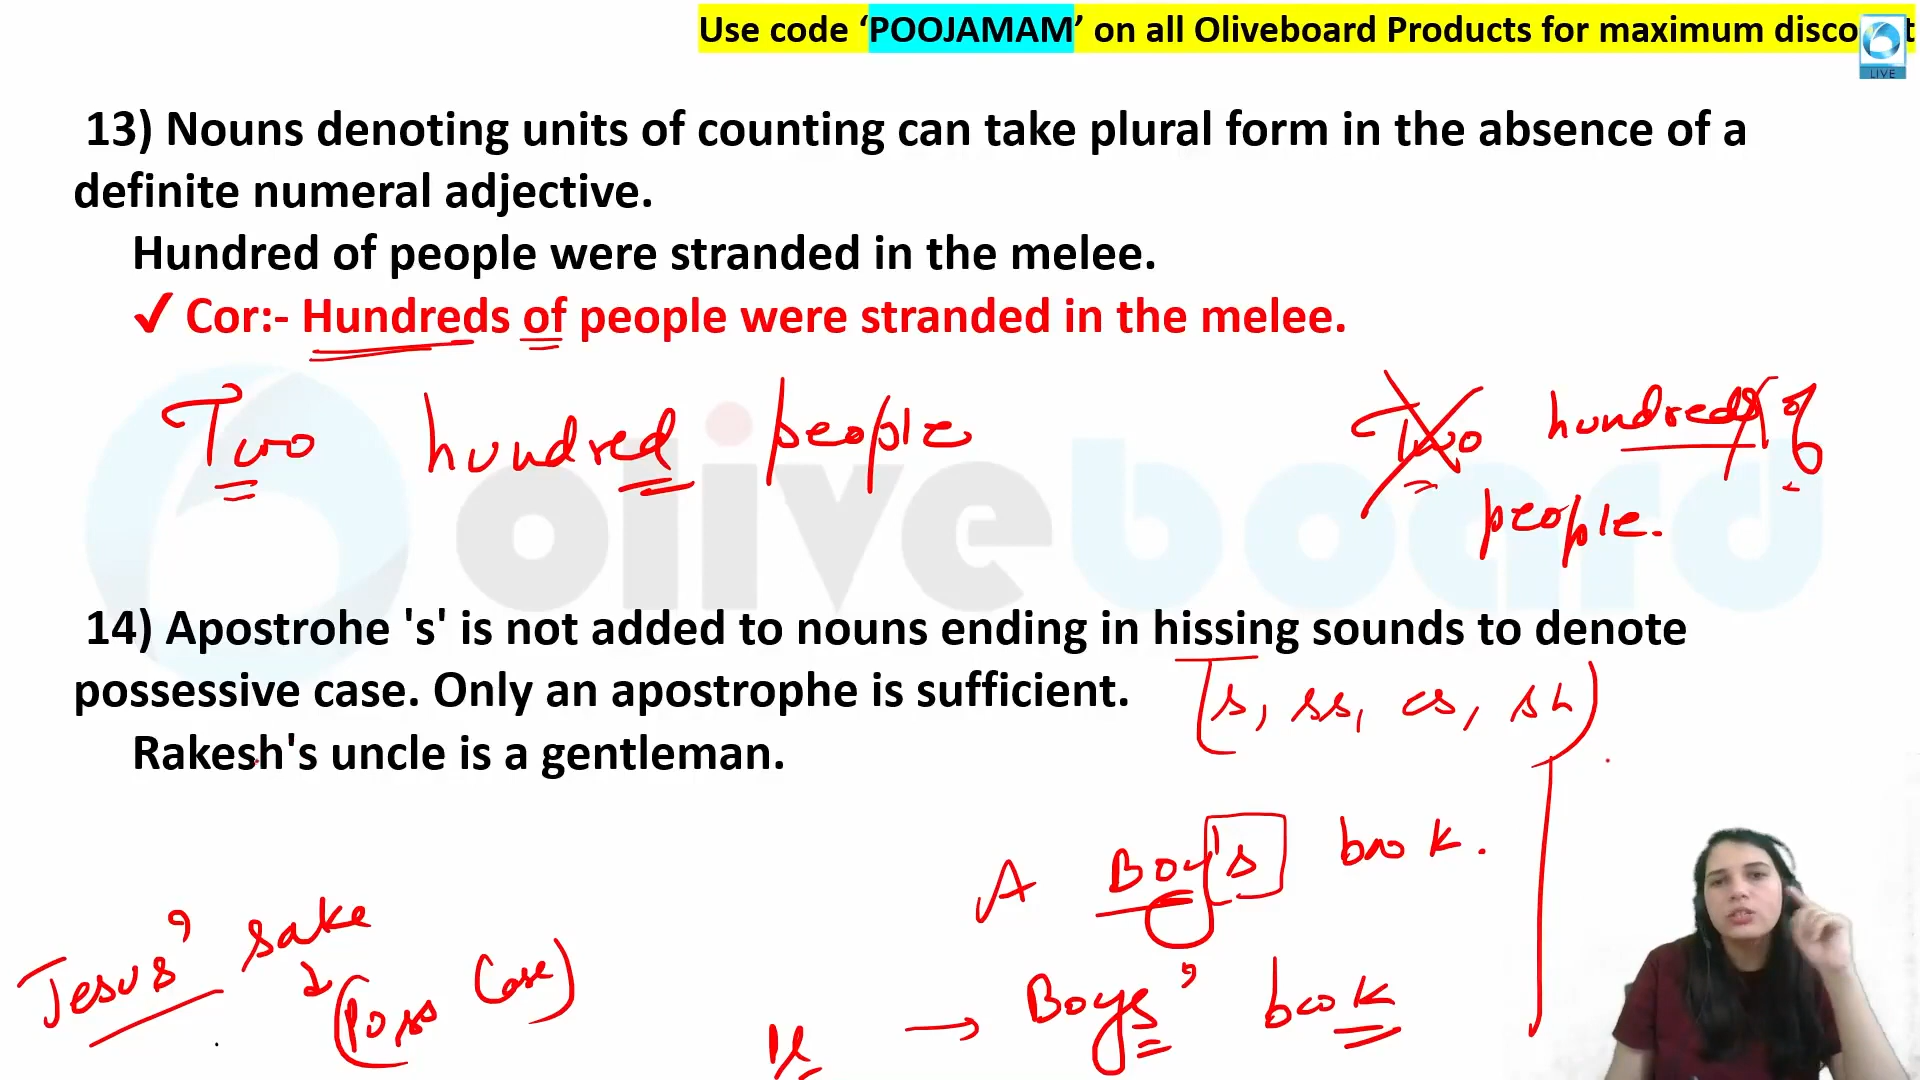 Use code ‘POOJAMAM’ on all Oliveboard Products for maximum disco t
LIVE
13) Nouns denoting units of counting can take plural form in the absence of a
definite numeral adjective.
Hundred of people were stranded in the melee.
✓ Cor:- Hundreds of people were stranded in the melee.
Two hundred people
Two hundreds of
people.
oliveboard
14) Apostrohe 's' is not added to nouns ending in hissing sounds to denote
possessive case. Only an apostrophe is sufficient.
(s, ss, cs, sh)
Rakesh's uncle is a gentleman.
A Boy's book.
Jesus' sake
(Poss Case)
→ Boys' book